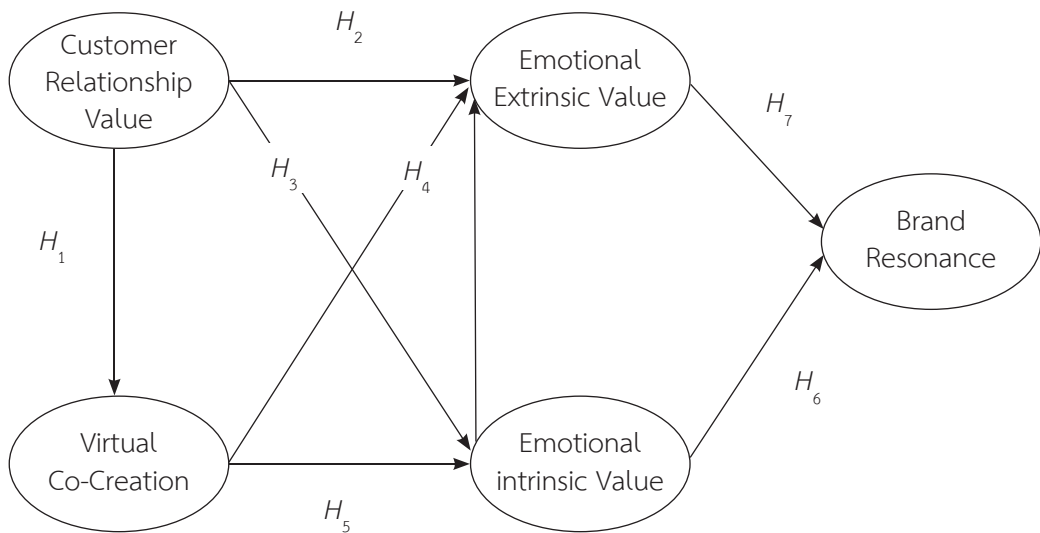 Customer
Relationship
Value
H₂
Emotional
Extrinsic Value
H₇
H₃
H₄
Brand
Resonance
H₁
H₆
Virtual
Co-Creation
H₅
Emotional
intrinsic Value